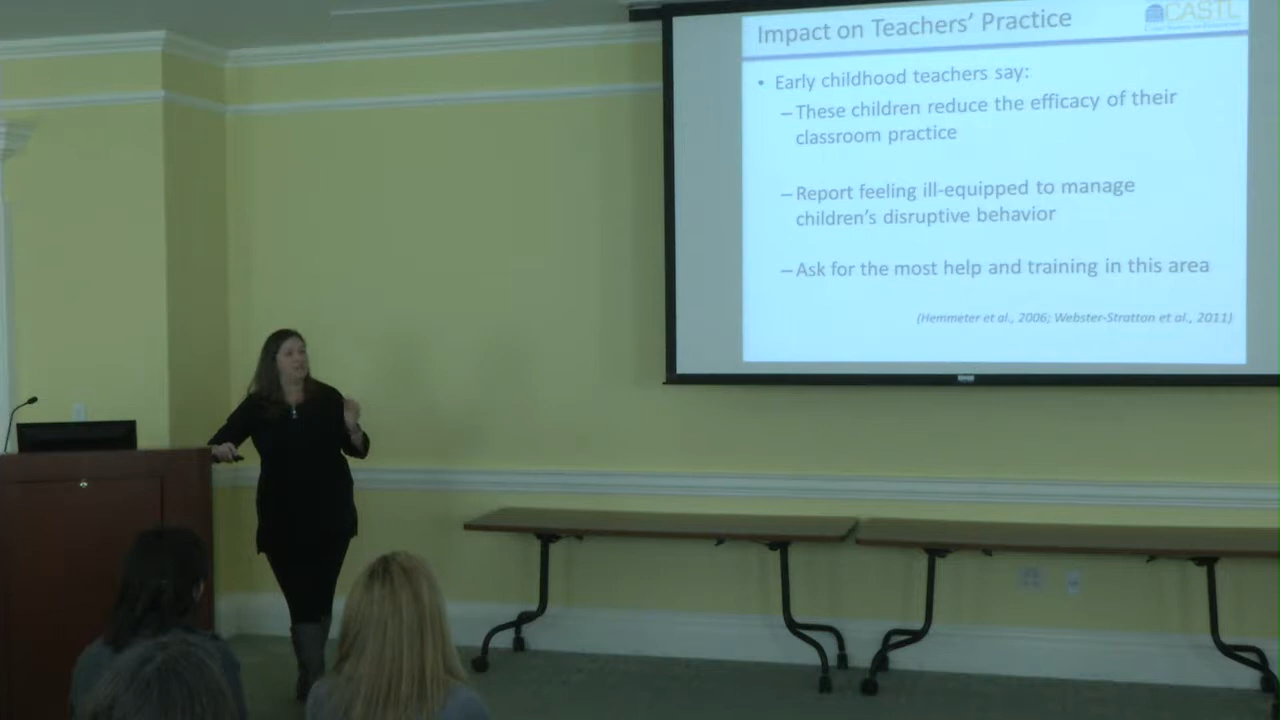 Impact on Teachers' Practice
CASTL
• Early childhood teachers say:
– These children reduce the efficacy of their
classroom practice
– Report feeling ill-equipped to manage
children's disruptive behavior
– Ask for the most help and training in this area
(Hemmeter et al., 2006; Webster-Stratton et al., 2011)